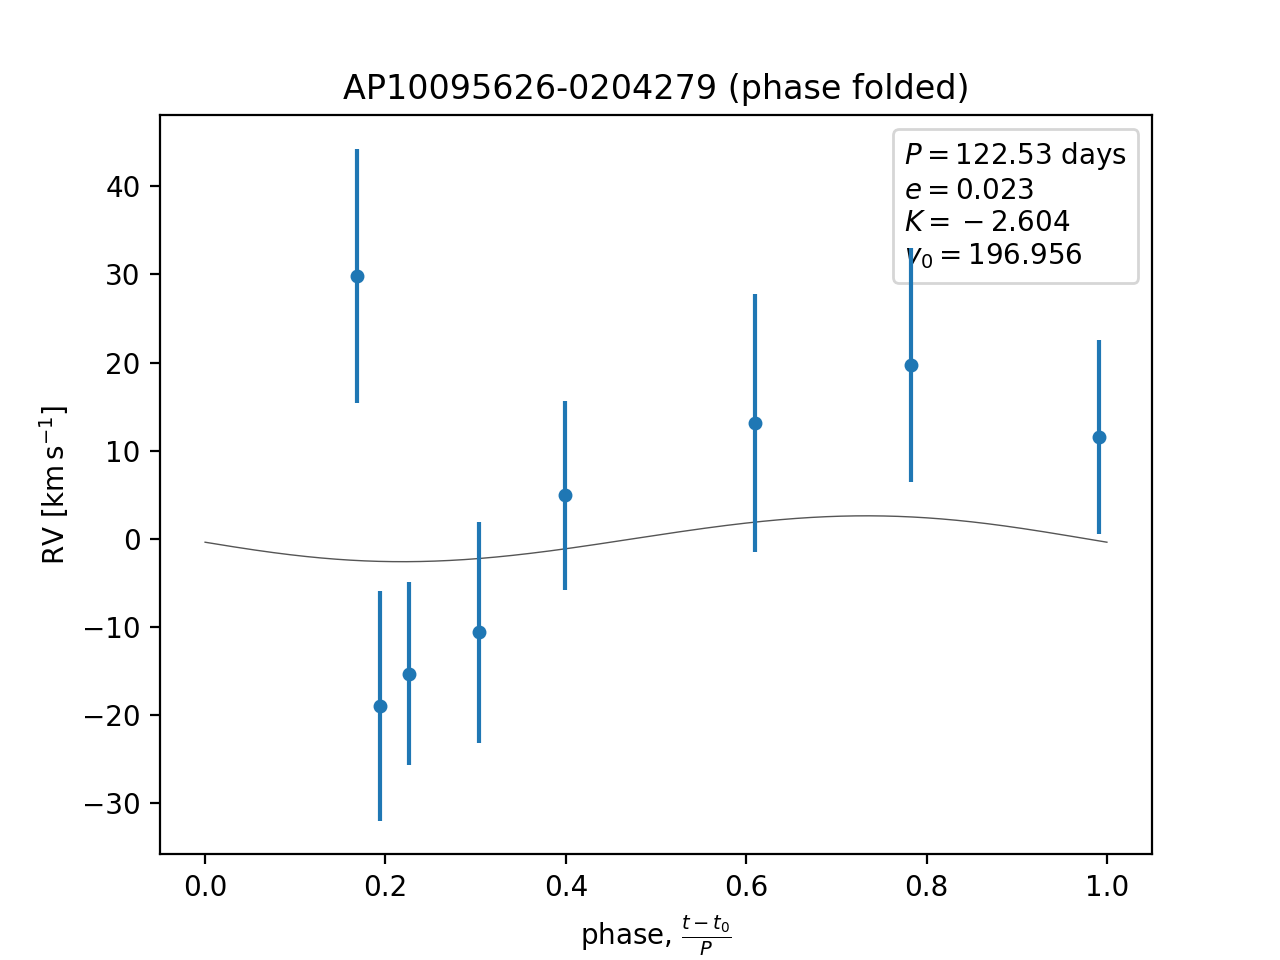 AP10095626-0204279 (phase folded)
P = 122.53 days
e = 0.023
K = −2.604
v₀ = 196.956
RV [km s⁻¹]
40
30
20
10
0
−10
−20
−30
0.0 0.2 0.4 0.6 0.8 1.0
phase, (t − t₀)/P